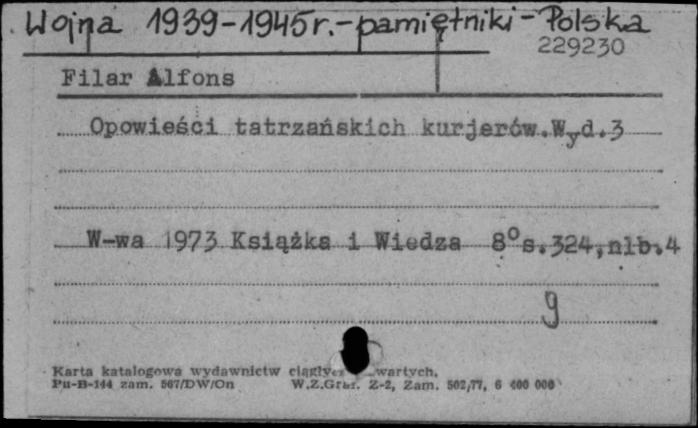 Wojna 1939-1945r.-pamiętniki-Polska
229230
Filar Alfons
Opowieści tatrzańskich kurjerów.Wyd.3
W-wa 1973 Książka i Wiedza 8° s.324,nlb.4
g
Karta katalogowa wydawnictw
Pu-B-144 zam. 567/DW/On W.Z.Graf. Z-2, Zam. 502/77, 6 400 000